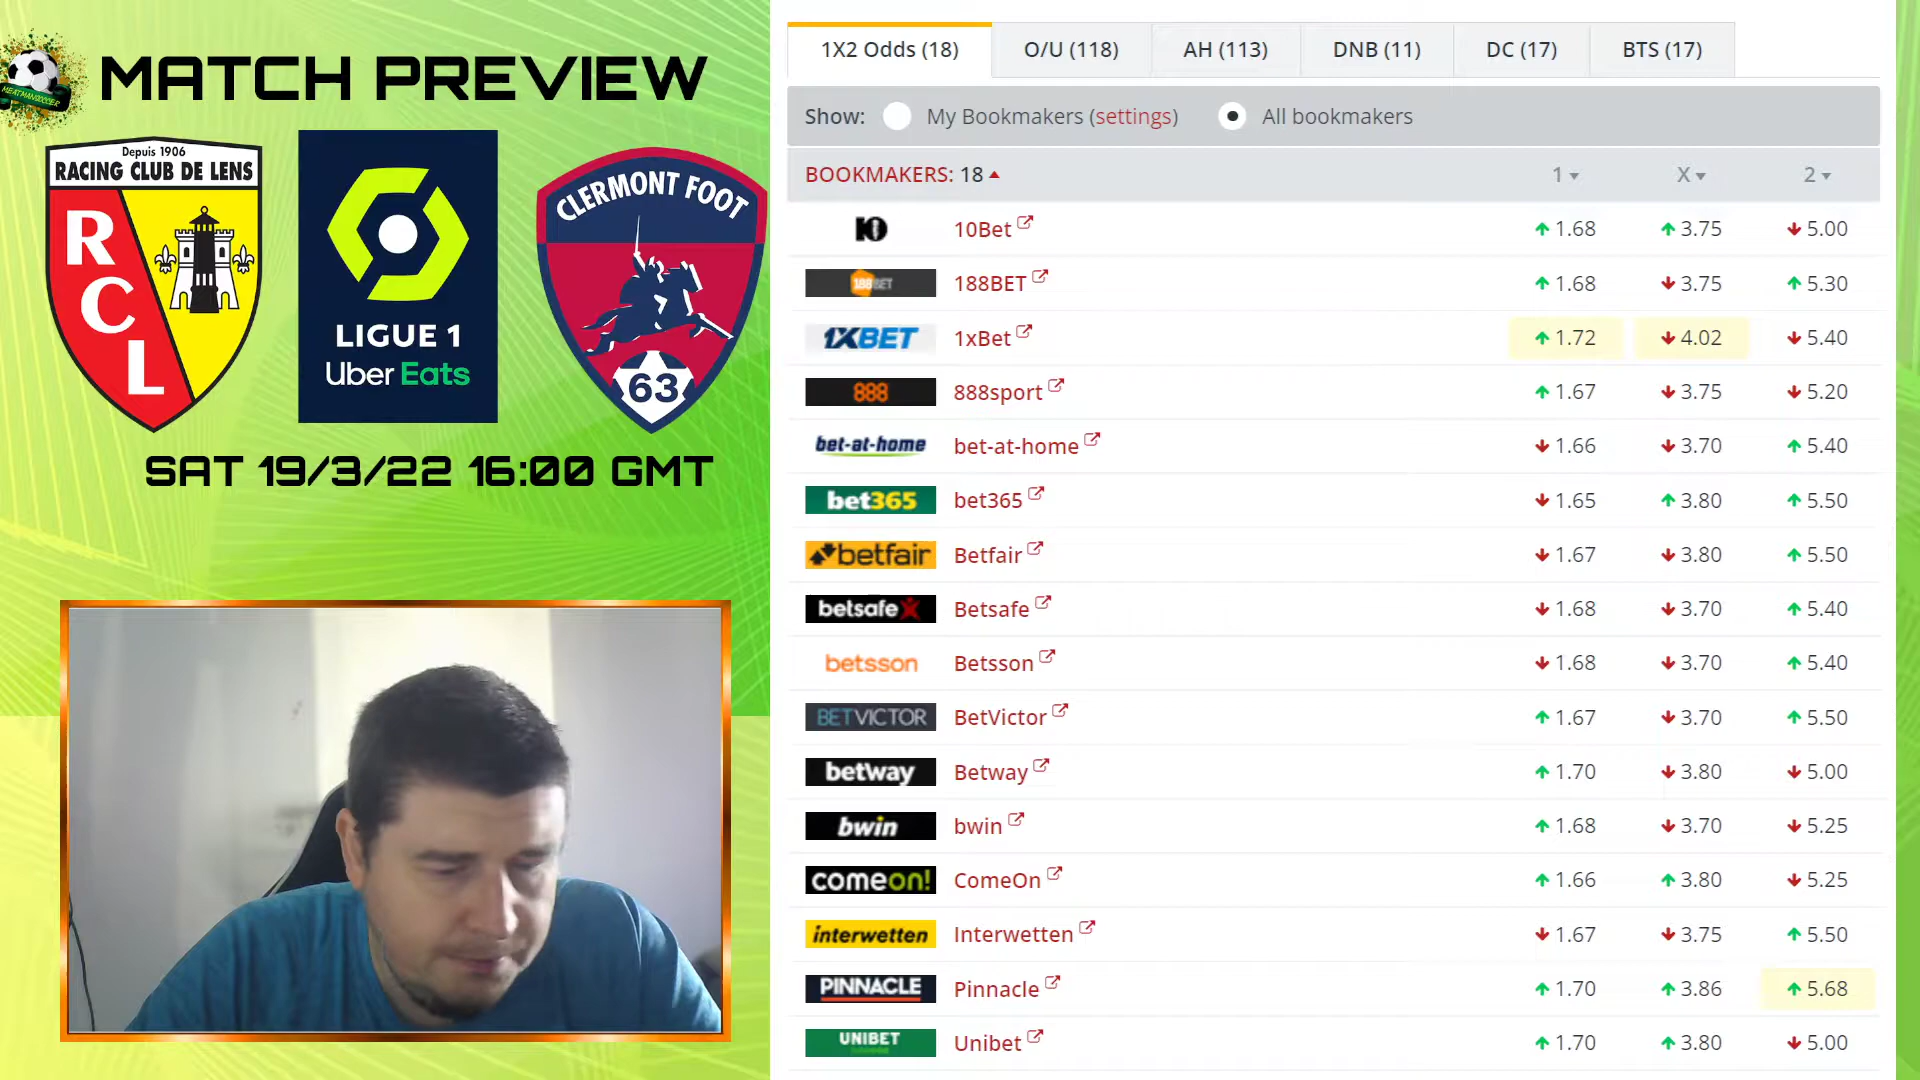 MATCH PREVIEW
MEATMANSOCCER
Depuis 1906
RACING CLUB DE LENS
R
C
L
LIGUE 1
Uber Eats
CLERMONT FOOT
63
SAT 19/3/22 16:00 GMT
1X2 Odds (18) O/U (118) AH (113) DNB (11) DC (17) BTS (17)
Show: My Bookmakers (settings) All bookmakers
BOOKMAKERS: 18 1 X 2
10 10Bet 1.68 3.75 5.00
188BET 188BET 1.68 3.75 5.30
1XBET 1xBet 1.72 4.02 5.40
888 888sport 1.67 3.75 5.20
bet-at-home bet-at-home 1.66 3.70 5.40
bet365 bet365 1.65 3.80 5.50
betfair Betfair 1.67 3.80 5.50
betsafe Betsafe 1.68 3.70 5.40
betsson Betsson 1.68 3.70 5.40
BETVICTOR BetVictor 1.67 3.70 5.50
betway Betway 1.70 3.80 5.00
bwin bwin 1.68 3.70 5.25
comeon! ComeOn 1.66 3.80 5.25
interwetten Interwetten 1.67 3.75 5.50
PINNACLE Pinnacle 1.70 3.86 5.68
UNIBET Unibet 1.70 3.80 5.00